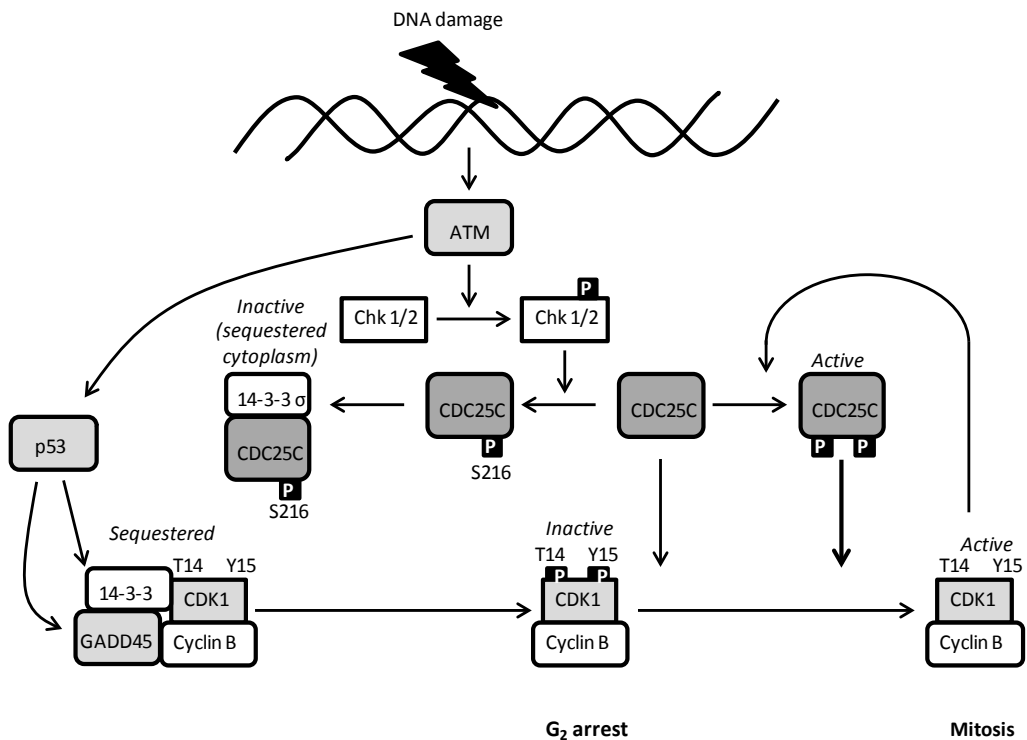 DNA damage
ATM
P
Chk 1/2
Chk 1/2
Inactive
(sequestered
cytoplasm)
14-3-3 σ
CDC25C
P
S216
CDC25C
P
S216
CDC25C
Active
CDC25C
P P
p53
Sequestered
T14 Y15
14-3-3
CDK1
GADD45
Cyclin B
Inactive
T14 Y15
P P
CDK1
Cyclin B
Active
T14 Y15
CDK1
Cyclin B
G₂ arrest
Mitosis